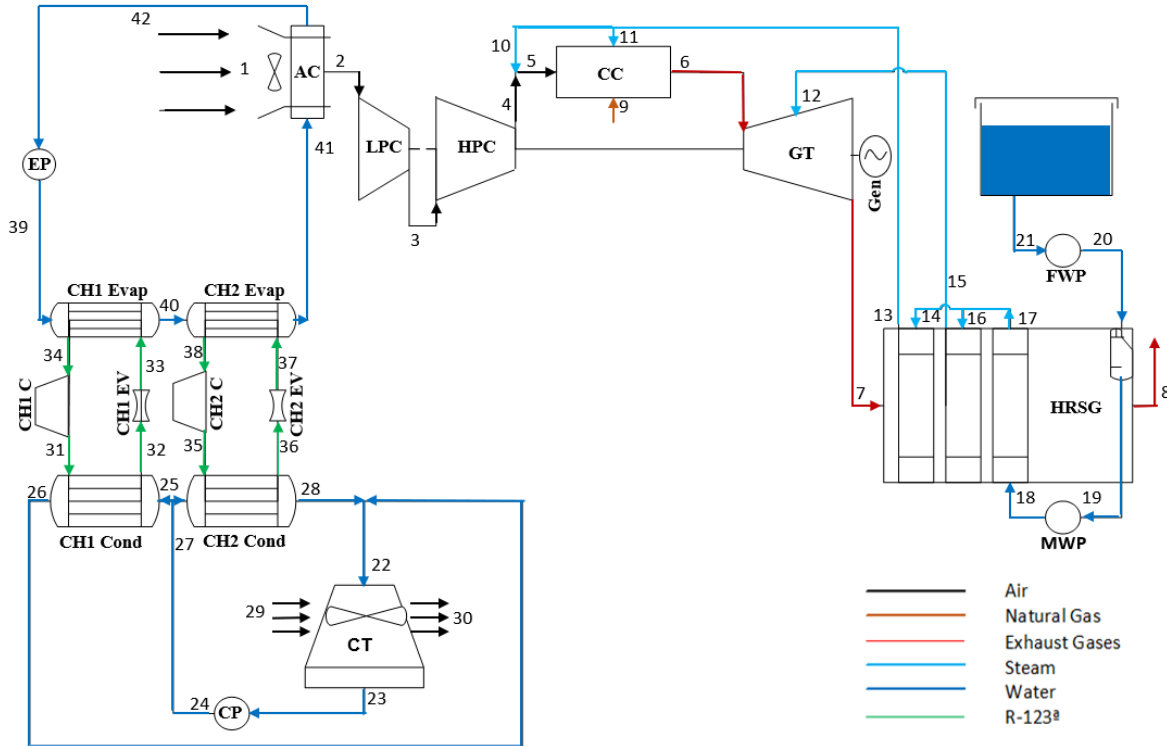 42
1
AC
2
10
11
5
CC
6
4
9
12
LPC
HPC
GT
Gen
3
41
EP
39
21
20
FWP
CH1 Evap
40
CH2 Evap
15
13
14
16
17
34
33
38
37
CH1 C
CH1 EV
CH2 C
CH2 EV
7
HRSG
8
31
32
35
36
26
25
28
18
19
CH1 Cond
27
CH2 Cond
MWP
22
29
30
CT
24
CP
23
Air
Natural Gas
Exhaust Gases
Steam
Water
R-123ª